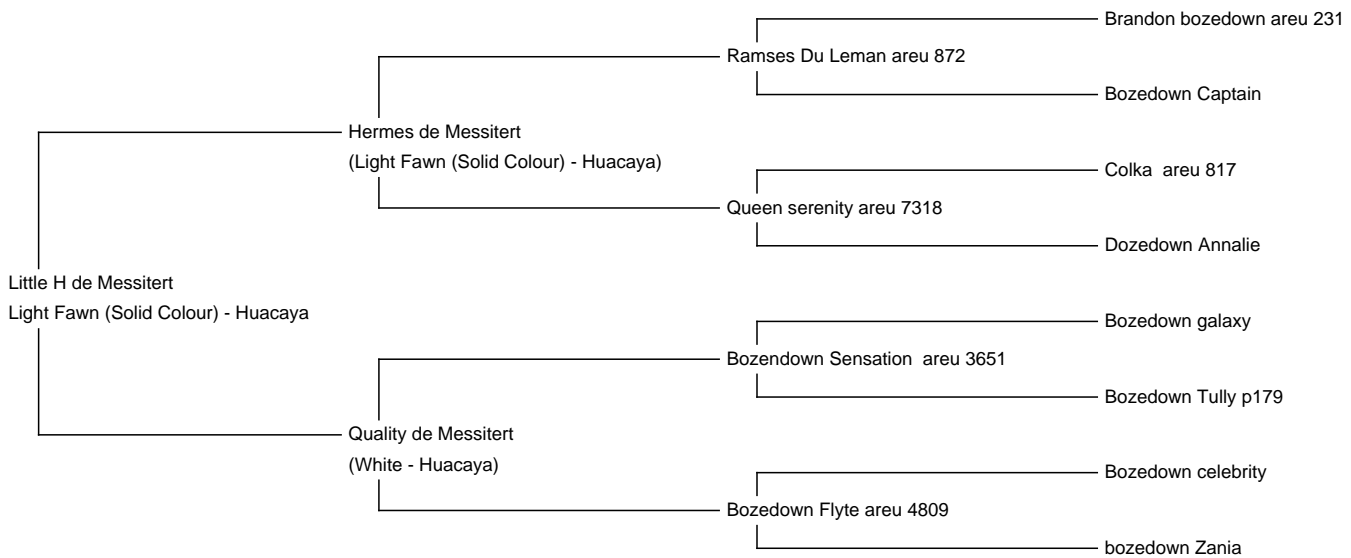 Brandon bozedown areu 231
Ramses Du Leman areu 872
Bozedown Captain
Hermes de Messitert
(Light Fawn (Solid Colour) - Huacaya)
Colka  areu 817
Queen serenity areu 7318
Dozedown Annalie
Little H de Messitert
Light Fawn (Solid Colour) - Huacaya
Bozedown galaxy
Bozendown Sensation  areu 3651
Bozedown Tully p179
Quality de Messitert
(White - Huacaya)
Bozedown celebrity
Bozedown Flyte areu 4809
bozedown Zania